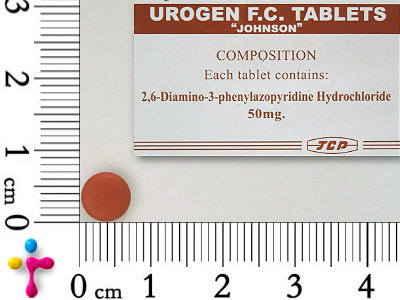 UROGEN F.C. TABLETS
“JOHNSON”
COMPOSITION
Each tablet contains:
2,6-Diamino-3-phenylazopyridine Hydrochloride
50mg.
TCP
3
2
1
cm
0
0 cm 1 2 3 4